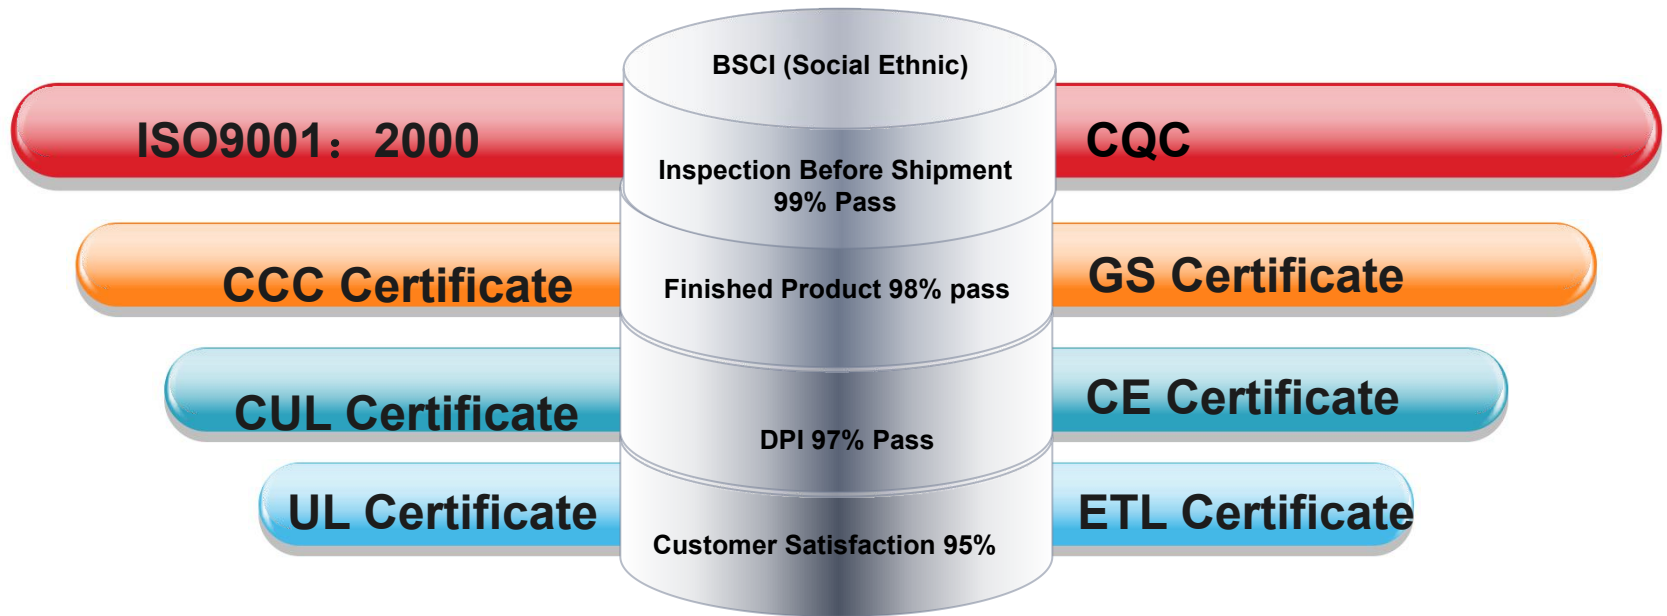 BSCI (Social Ethnic)
ISO9001：2000
CQC
Inspection Before Shipment
99% Pass
CCC Certificate
Finished Product 98% pass
GS Certificate
CUL Certificate
DPI 97% Pass
CE Certificate
UL Certificate
Customer Satisfaction 95%
ETL Certificate